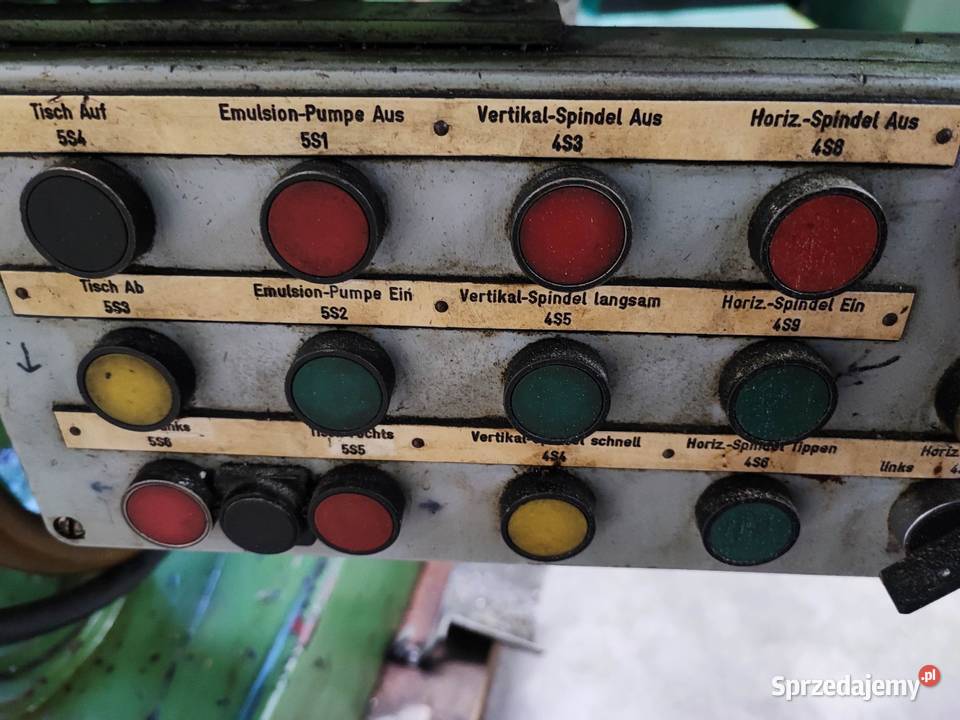 Tisch Auf
5S4
Emulsion-Pumpe Aus
5S1
Vertikal-Spindel Aus
4S3
Horiz.-Spindel Aus
4S8
Tisch Ab
5S3
Emulsion-Pumpe Ein
5S2
Vertikal-Spindel langsam
4S5
Horiz.-Spindel Ein
4S9
5S6
5S5
schnell
4S4
Horiz.-Spindel Tippen
4S6
links
Sprzedajemy.pl